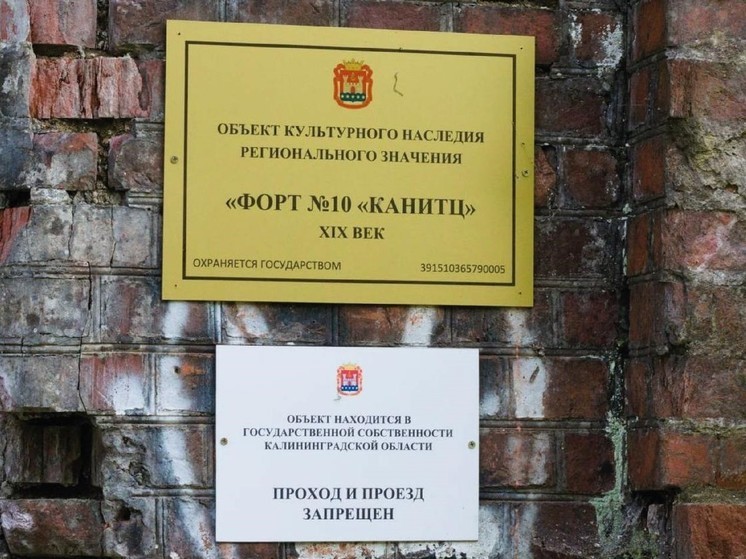 ОБЪЕКТ КУЛЬТУРНОГО НАСЛЕДИЯ
РЕГИОНАЛЬНОГО ЗНАЧЕНИЯ
«ФОРТ №10 «КАНИТЦ»
XIX ВЕК
ОХРАНЯЕТСЯ ГОСУДАРСТВОМ 391510365790005
ОБЪЕКТ НАХОДИТСЯ В
ГОСУДАРСТВЕННОЙ СОБСТВЕННОСТИ
КАЛИНИНГРАДСКОЙ ОБЛАСТИ
ПРОХОД И ПРОЕЗД
ЗАПРЕЩЕН